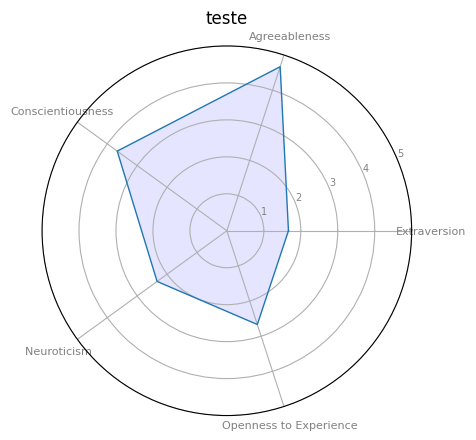 teste
Agreeableness
Conscientiousness
5
4
3
2
1
Extraversion
Neuroticism
Openness to Experience